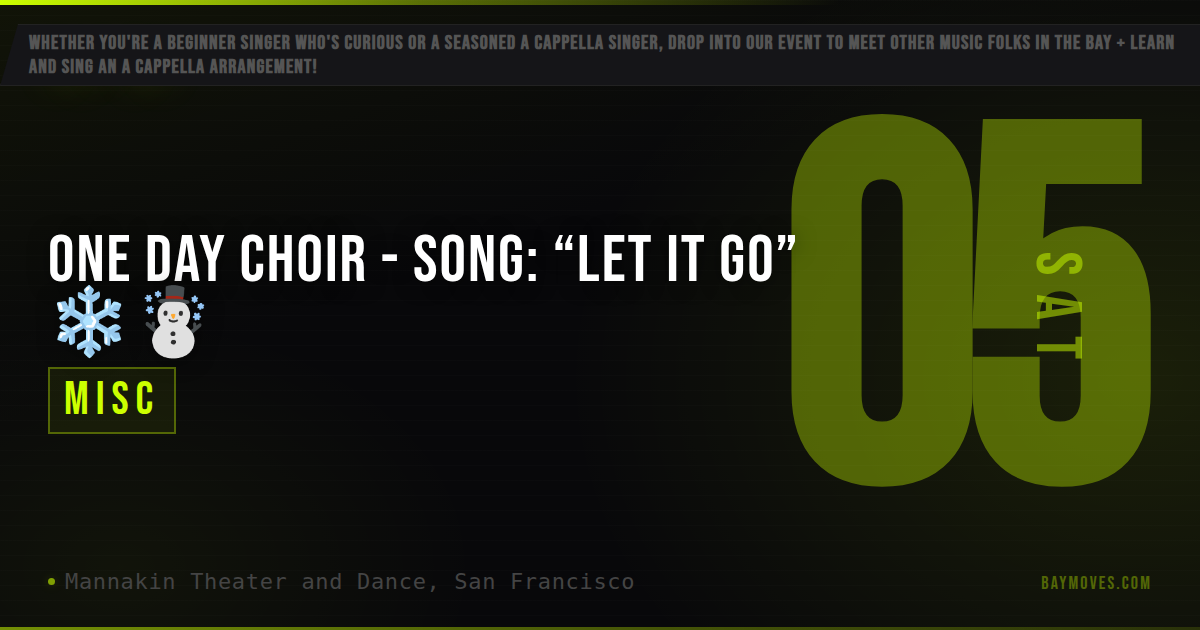 WHETHER YOU'RE A BEGINNER SINGER WHO'S CURIOUS OR A SEASONED A CAPPELLA SINGER, DROP INTO OUR EVENT TO MEET OTHER MUSIC FOLKS IN THE BAY + LEARN
AND SING AN A CAPPELLA ARRANGEMENT!
ONE DAY CHOIR - SONG: “LET IT GO”
❄️ ☃️
MISC
05
SAT
Mannakin Theater and Dance, San Francisco
BAYMOVES.COM